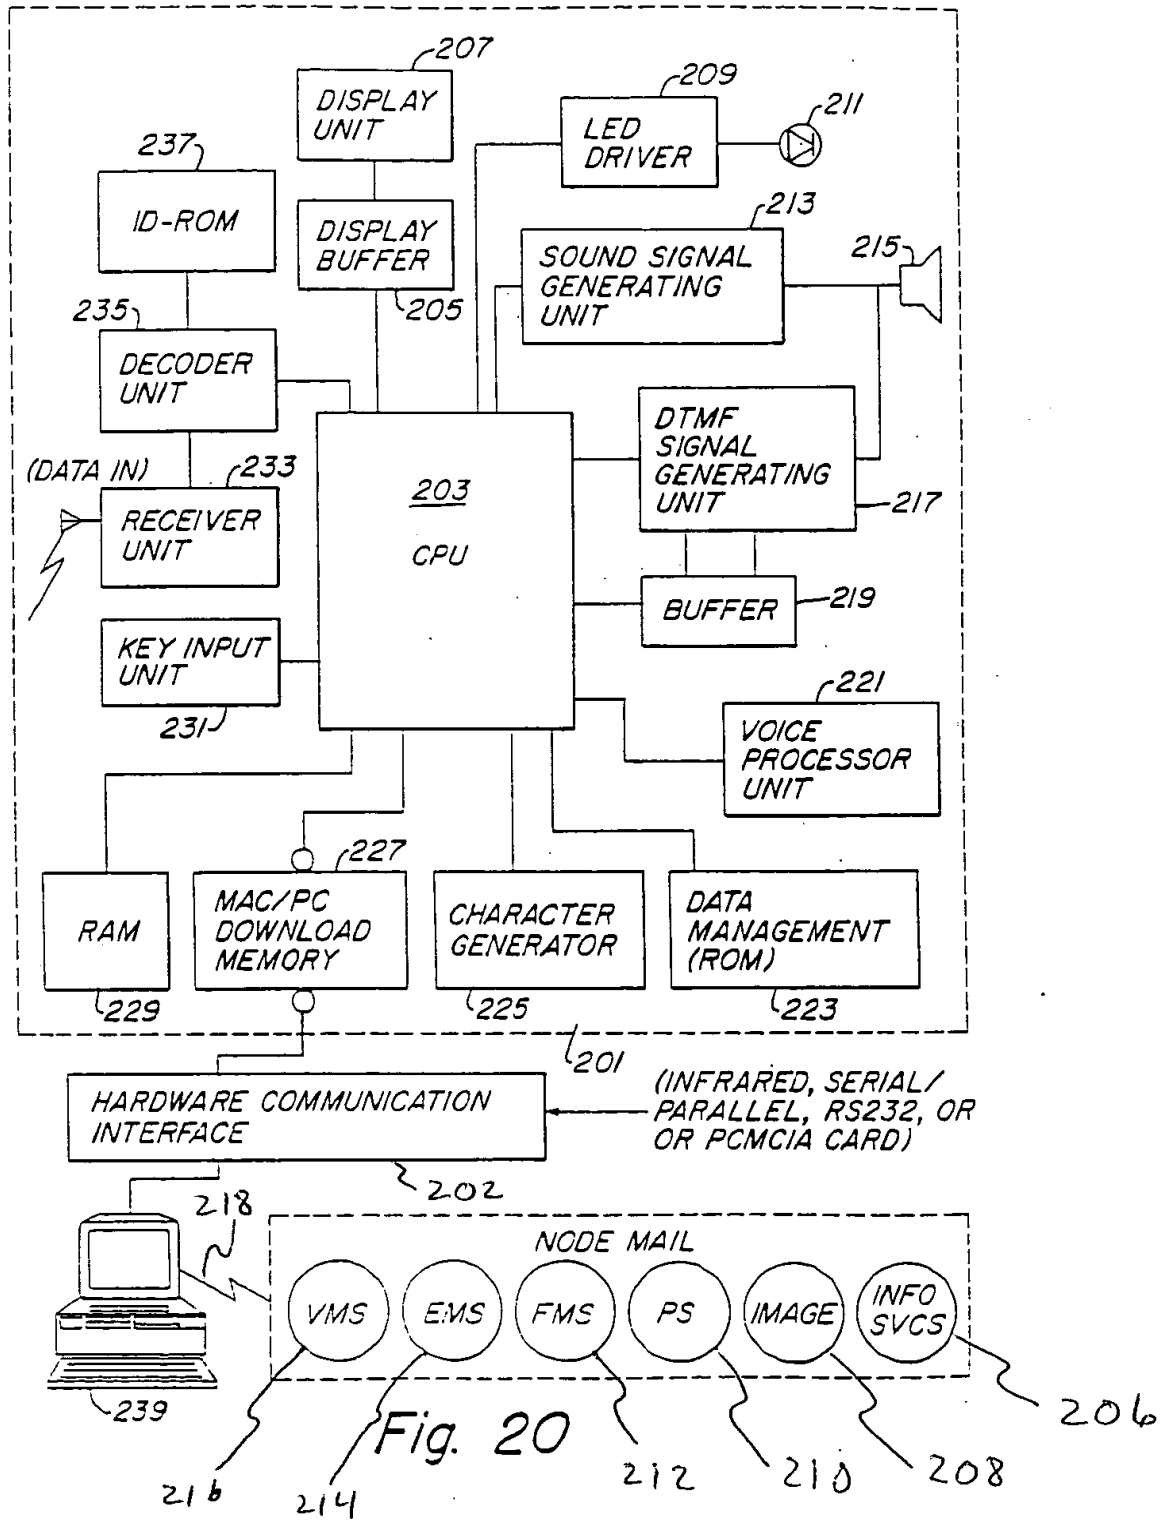 207
DISPLAY
UNIT
209
LED
DRIVER
211
237
ID-ROM
DISPLAY
BUFFER
205
213
SOUND SIGNAL
GENERATING
UNIT
215
235
DECODER
UNIT
DTMF
SIGNAL
GENERATING
UNIT
217
(DATA IN)
233
RECEIVER
UNIT
203
CPU
BUFFER
219
KEY INPUT
UNIT
231
221
VOICE
PROCESSOR
UNIT
RAM
229
227
MAC/PC
DOWNLOAD
MEMORY
CHARACTER
GENERATOR
225
DATA
MANAGEMENT
(ROM)
223
201
HARDWARE COMMUNICATION
INTERFACE
202
(INFRARED, SERIAL/
PARALLEL, RS232, OR
OR PCMCIA CARD)
218
NODE MAIL
VMS
EMS
FMS
PS
IMAGE
INFO
SVCS
239
206
Fig. 20
216
214
212
210
208